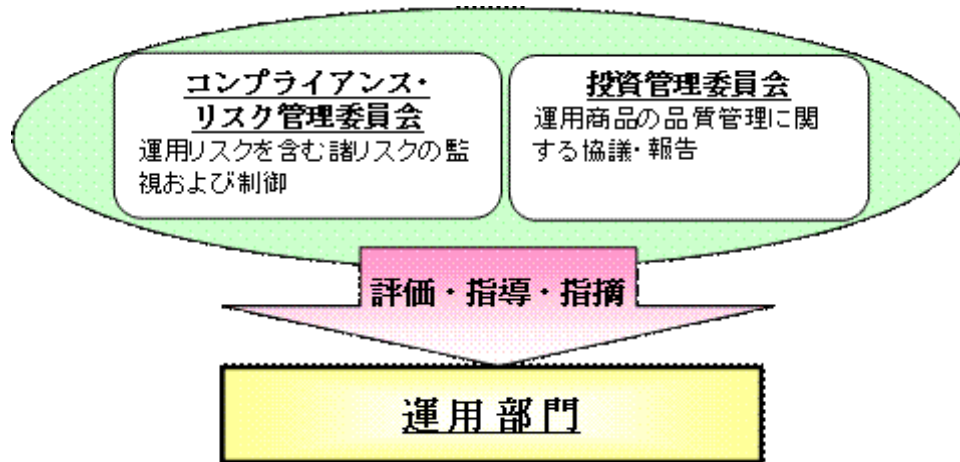 コンプライアンス・
リスク管理委員会
運用リスクを含む諸リスクの監
視および制御
投資管理委員会
運用商品の品質管理に関
する協議・報告
評価・指導・指摘
運用部門